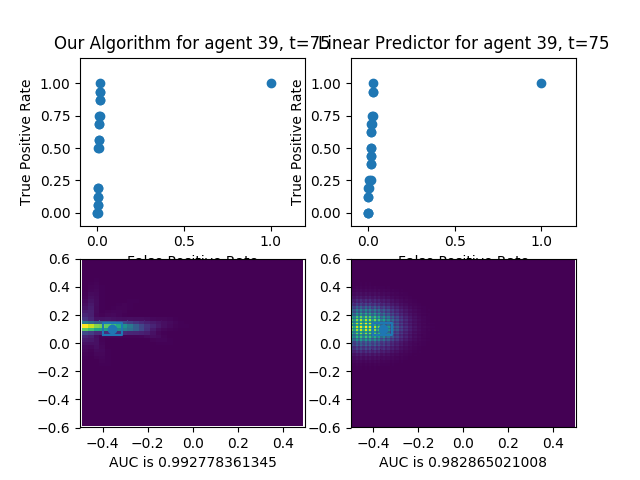 Our Algorithm for agent 39, t=75
Linear Predictor for agent 39, t=75
True Positive Rate
1.00
0.75
0.50
0.25
0.00
0.0 0.5 1.0
False Positive Rate
True Positive Rate
1.00
0.75
0.50
0.25
0.00
0.0 0.5 1.0
False Positive Rate
0.6
0.4
0.2
0.0
−0.2
−0.4
−0.6
−0.4 −0.2 0.0 0.2 0.4
AUC is 0.992778361345
0.6
0.4
0.2
0.0
−0.2
−0.4
−0.6
−0.4 −0.2 0.0 0.2 0.4
AUC is 0.982865021008